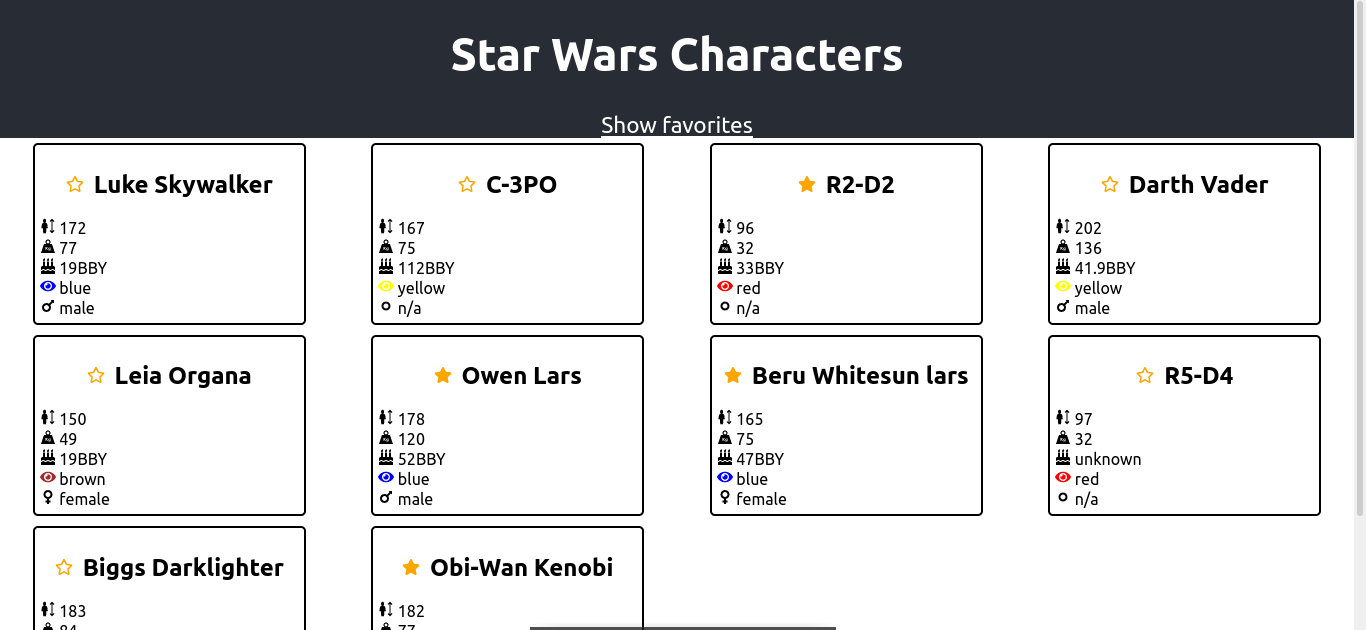 Star Wars Characters
Show favorites
Luke Skywalker
172
77
19BBY
blue
male
C-3PO
167
75
112BBY
yellow
n/a
R2-D2
96
32
33BBY
red
n/a
Darth Vader
202
136
41.9BBY
yellow
male
Leia Organa
150
49
19BBY
brown
female
Owen Lars
178
120
52BBY
blue
male
Beru Whitesun lars
165
75
47BBY
blue
female
R5-D4
97
32
unknown
red
n/a
Biggs Darklighter
183
84
Obi-Wan Kenobi
182
77